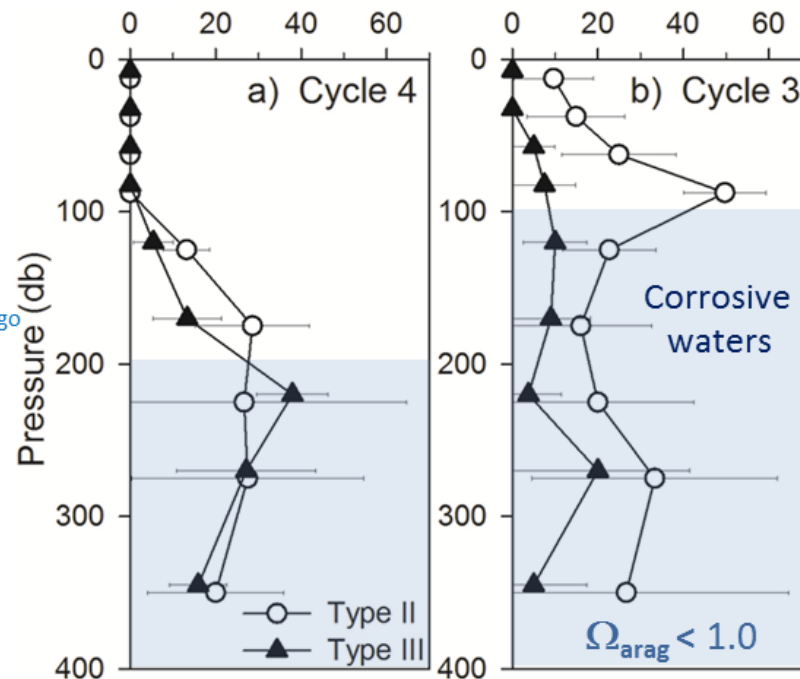 0 20 40 60
0 20 40 60
a) Cycle 4
b) Cycle 3
0
100
200
300
400
0
100
200
300
400
Pressure (db)
go
Corrosive
waters
Type II
Type III
Ωarag < 1.0